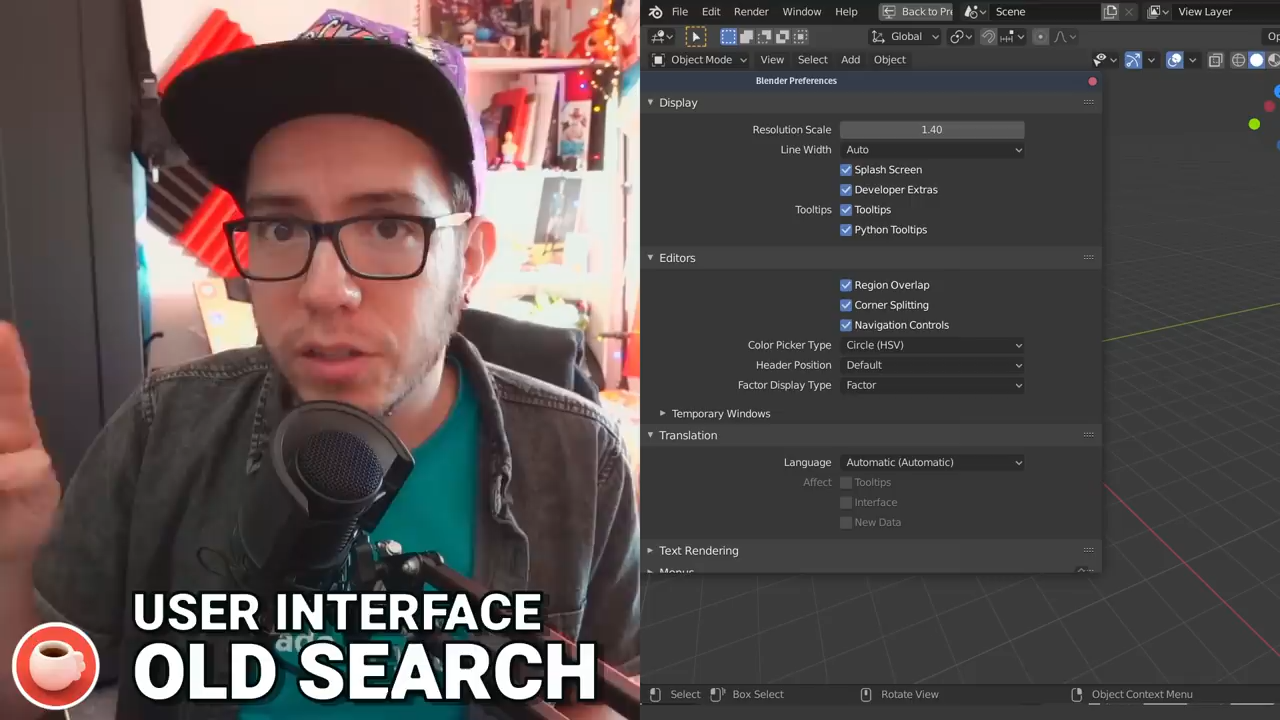 USER INTERFACE
OLD SEARCH
File Edit Render Window Help Back to Pr Scene View Layer
Global Op
Object Mode View Select Add Object
Blender Preferences
Display
Resolution Scale 1.40
Line Width Auto
Splash Screen
Developer Extras
Tooltips Tooltips
Python Tooltips
Editors
Region Overlap
Corner Splitting
Navigation Controls
Color Picker Type Circle (HSV)
Header Position Default
Factor Display Type Factor
Temporary Windows
Translation
Language Automatic (Automatic)
Affect Tooltips
Interface
New Data
Text Rendering
Menus
Select Box Select Rotate View Object Context Menu